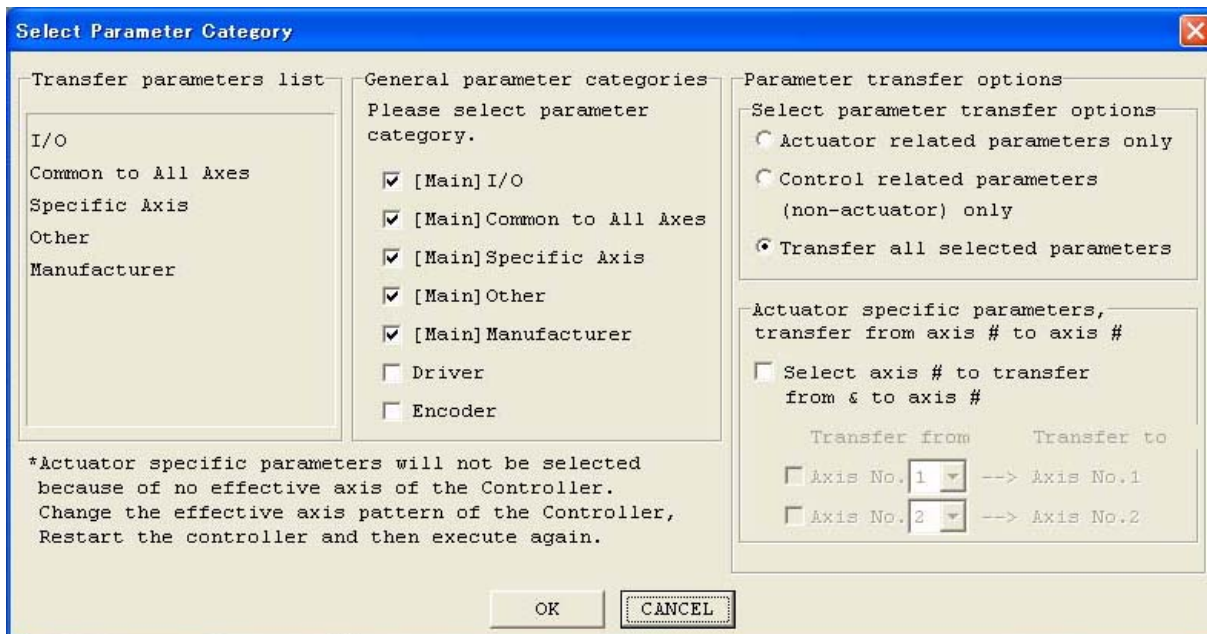 Select Parameter Category
Transfer parameters list
I/O
Common to All Axes
Specific Axis
Other
Manufacturer
General parameter categories
Please select parameter
category.
[Main]I/O
[Main]Common to All Axes
[Main]Specific Axis
[Main]Other
[Main]Manufacturer
Driver
Encoder
Parameter transfer options
Select parameter transfer options
Actuator related parameters only
Control related parameters
(non-actuator) only
Transfer all selected parameters
Actuator specific parameters,
transfer from axis # to axis #
Select axis # to transfer
from & to axis #
Transfer from Transfer to
Axis No. 1 --> Axis No.1
Axis No. 2 --> Axis No.2
*Actuator specific parameters will not be selected
because of no effective axis of the Controller.
Change the effective axis pattern of the Controller,
Restart the controller and then execute again.
OK CANCEL